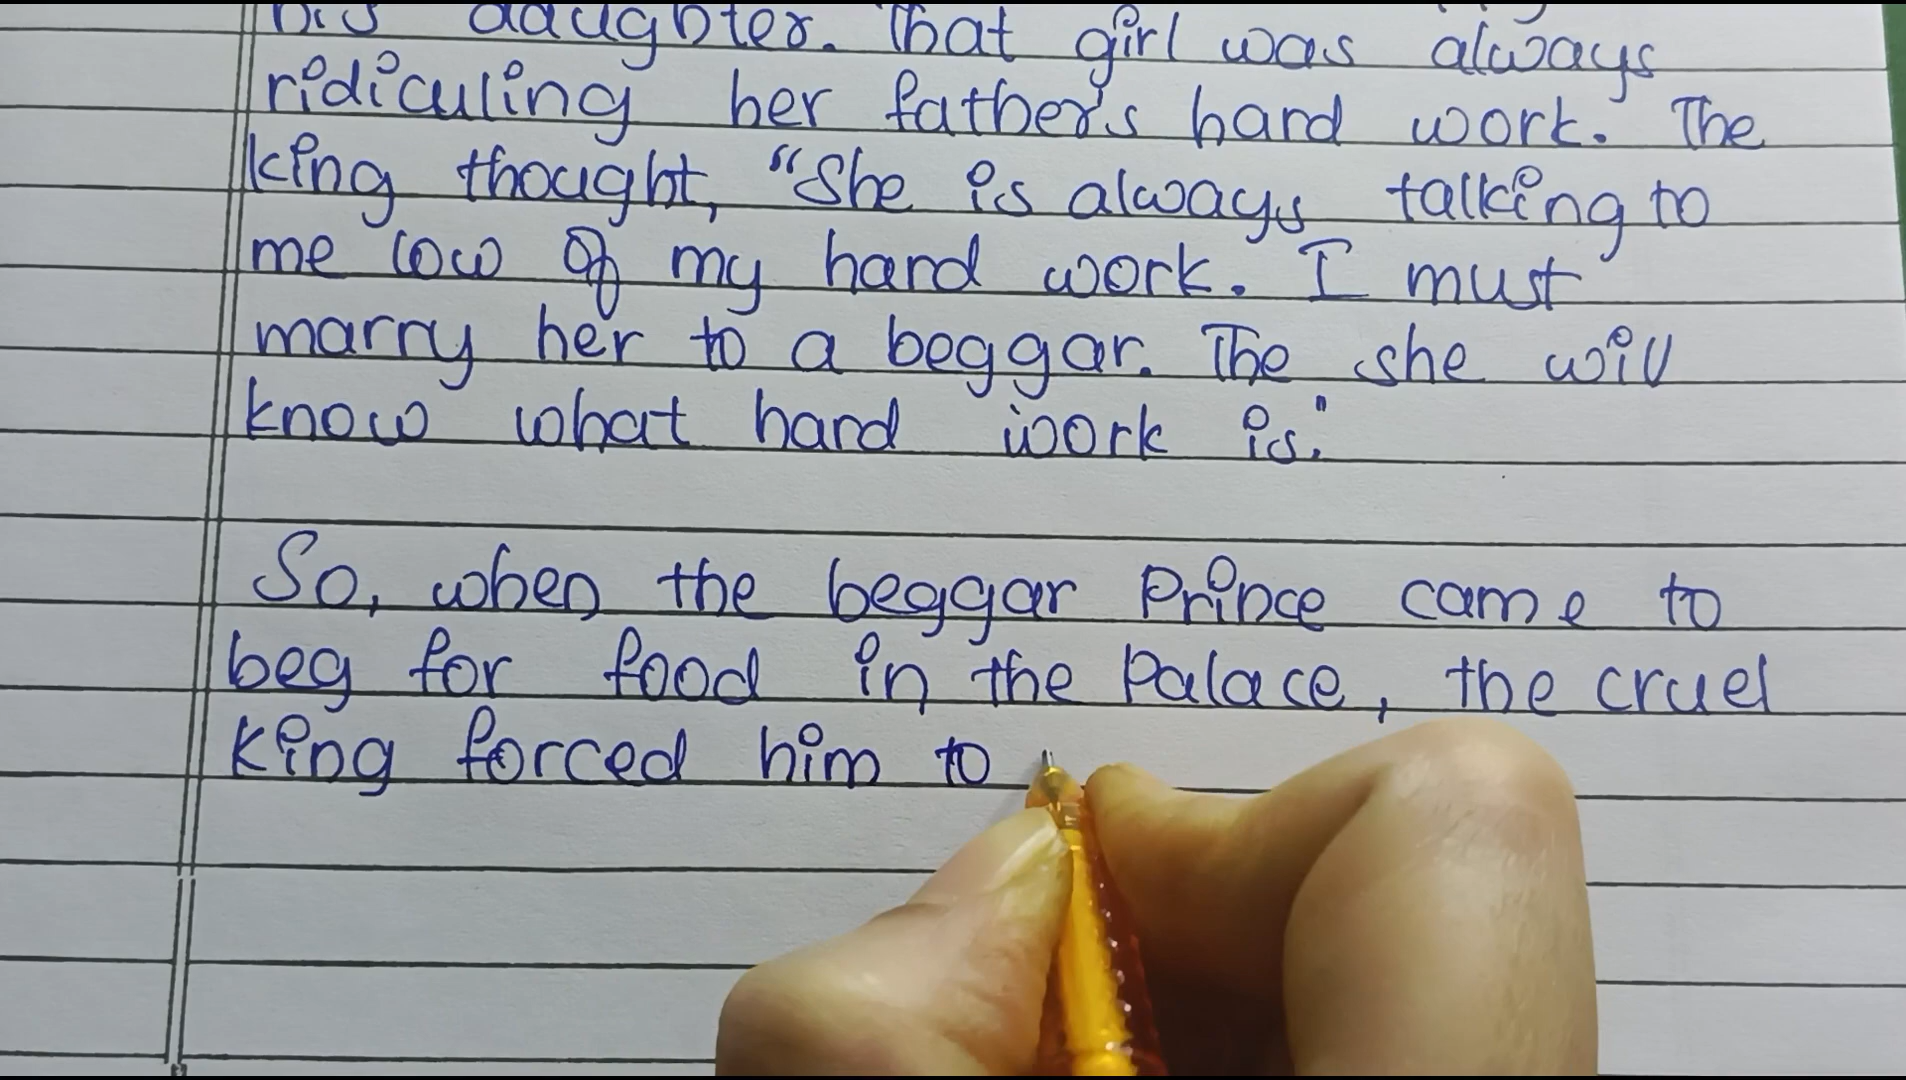 his daughter. That girl was always
ridiculing her father's hard work. The
king thought, "She is always talking to
me low of my hard work. I must
marry her to a beggar. The she will
know what hard work is."
So, when the beggar Prince came to
beg for food in the Palace, the cruel
King forced him to